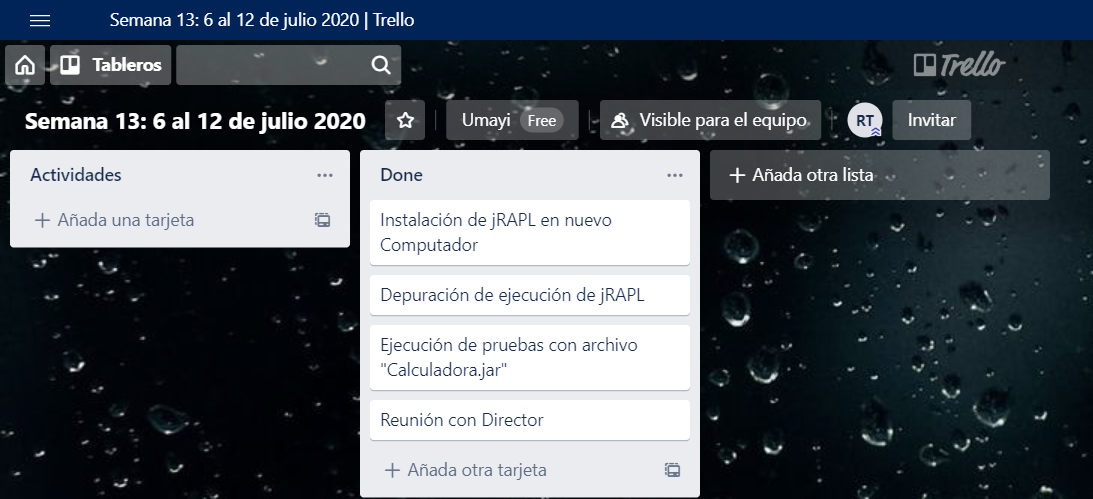 Semana 13: 6 al 12 de julio 2020 | Trello
Tableros
Trello
Semana 13: 6 al 12 de julio 2020
Umayi Free
Visible para el equipo
RT
Invitar
Actividades
Añada una tarjeta
Done
Instalación de jRAPL en nuevo
Computador
Depuración de ejecución de jRAPL
Ejecución de pruebas con archivo
"Calculadora.jar"
Reunión con Director
Añada otra tarjeta
Añada otra lista